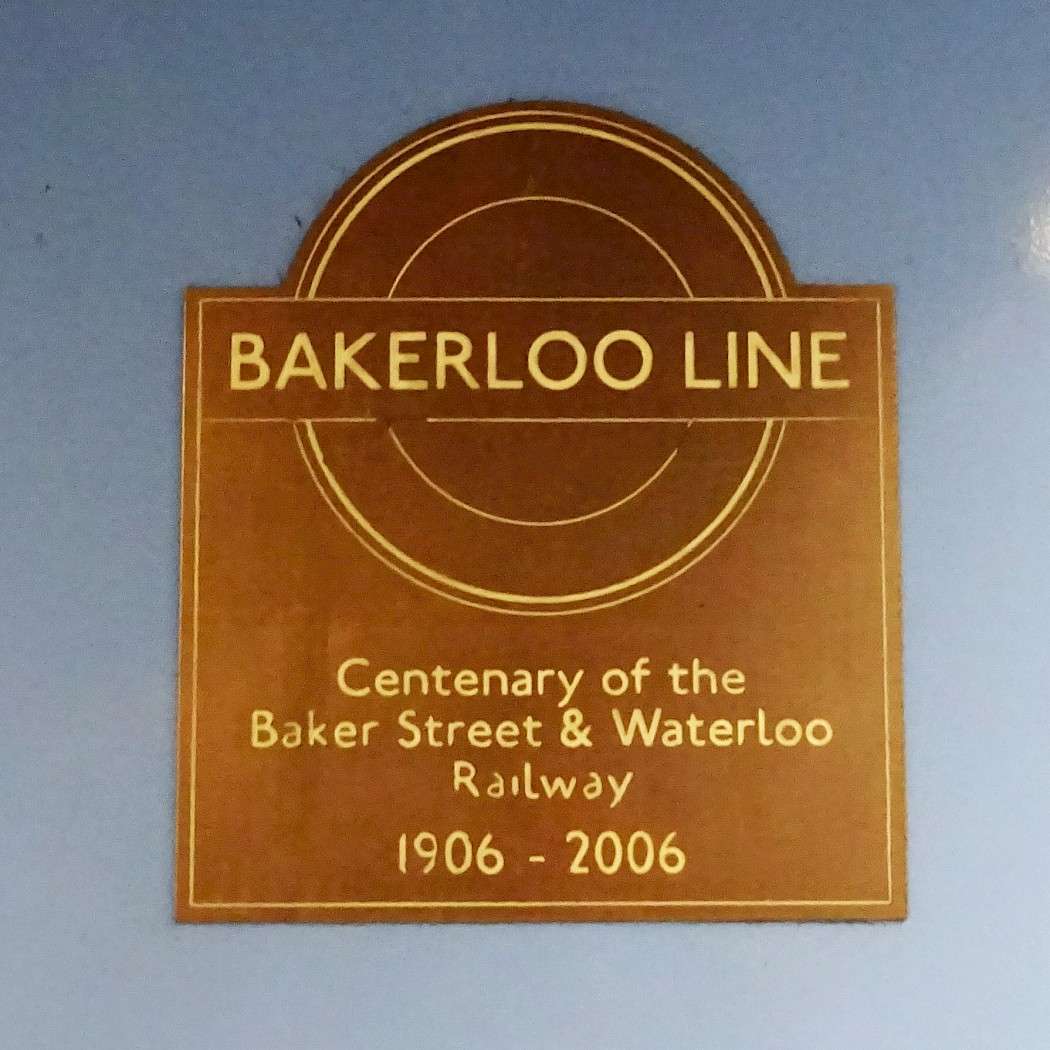 BAKERLOO LINE
Centenary of the
Baker Street & Waterloo
Railway
1906 - 2006